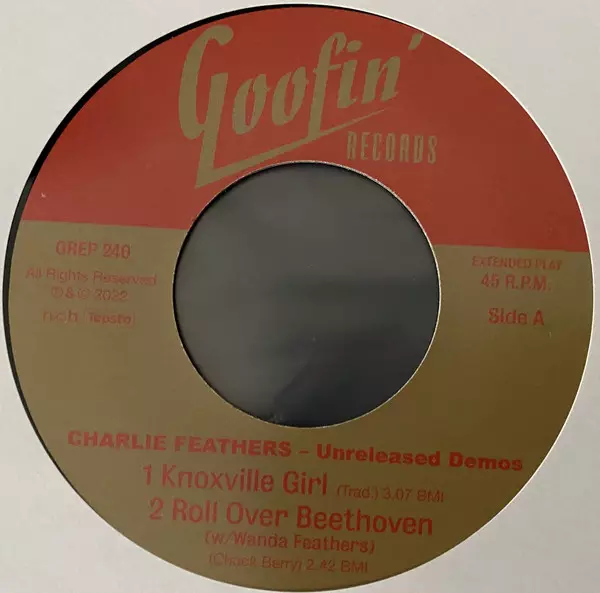 Goofin'
RECORDS
GREP 240
All Rights Reserved
℗ & © 2022
n©b, Teosto
EXTENDED PLAY
45 R.P.M.
Side A
CHARLIE FEATHERS – Unreleased Demos
1 Knoxville Girl (Trad.) 3.07 BMI
2 Roll Over Beethoven
(w/Wanda Feathers)
(Chuck Berry) 2.42 BMI